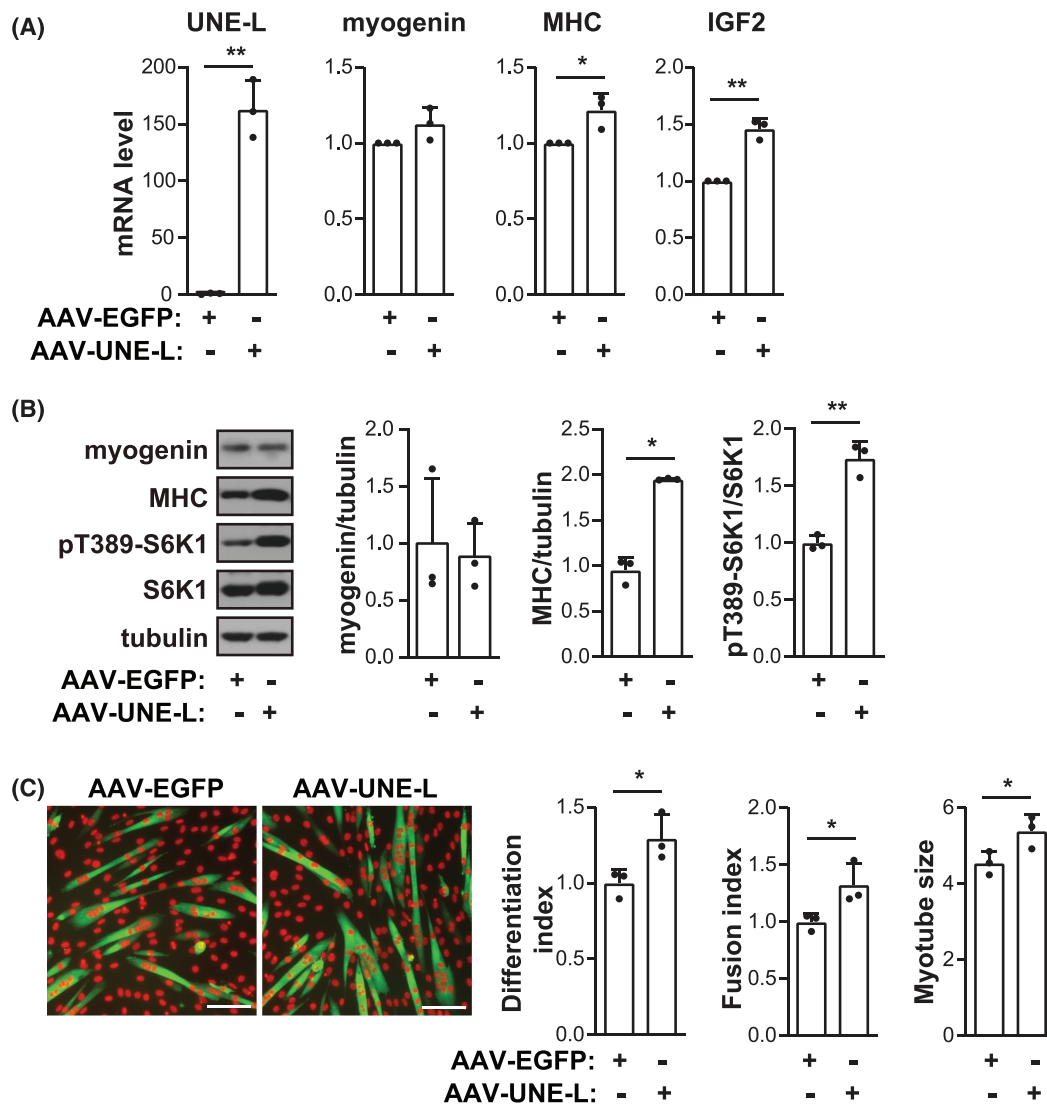 (A)
UNE-L myogenin MHC IGF2
mRNA level
200
150
100
50
0
**
1.5
1.0
0.5
0.0
1.5
1.0
0.5
0.0
*
2.0
1.5
1.0
0.5
0.0
**
AAV-EGFP: + - + - + - + -
AAV-UNE-L: - + - + - + - +
(B)
myogenin
MHC
pT389-S6K1
S6K1
tubulin
AAV-EGFP: + -
AAV-UNE-L: - +
myogenin/tubulin
2.0
1.5
1.0
0.5
0.0
+ -
- +
MHC/tubulin
2.5
2.0
1.5
1.0
0.5
0.0
*
+ -
- +
pT389-S6K1/S6K1
2.0
1.5
1.0
0.5
0.0
**
+ -
- +
(C)
AAV-EGFP AAV-UNE-L
Differentiation
index
1.5
1.0
0.5
0.0
*
Fusion index
2.0
1.5
1.0
0.5
0.0
*
Myotube size
6
4
2
0
*
AAV-EGFP: + - + - + -
AAV-UNE-L: - + - + - +